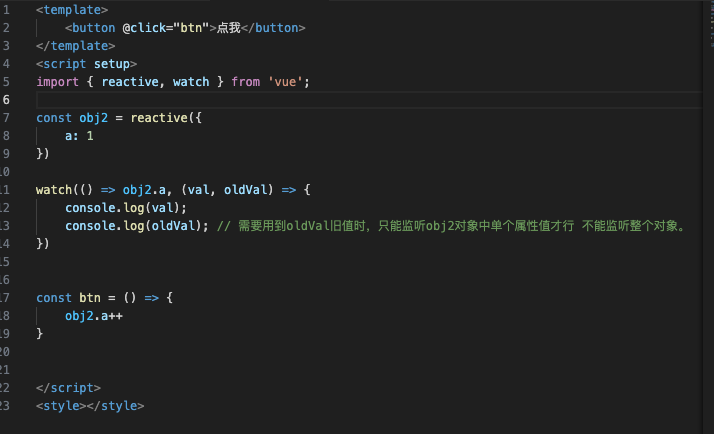 1 <template>
2     <button @click="btn">点我</button>
3 </template>
4 <script setup>
5 import { reactive, watch } from 'vue';
6
7 const obj2 = reactive({
8     a: 1
9 })
10
11 watch(() => obj2.a, (val, oldVal) => {
12     console.log(val);
13     console.log(oldVal); // 需要用到oldVal旧值时，只能监听obj2对象中单个属性值才行 不能监听整个对象。
14 })
15
16
17 const btn = () => {
18     obj2.a++
19 }
20
21
22 </script>
23 <style></style>